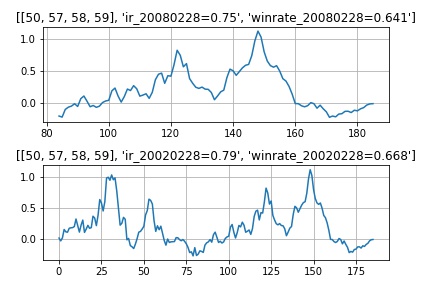 [[50, 57, 58, 59], 'ir_20080228=0.75', 'winrate_20080228=0.641']
1.0
0.5
0.0
80 100 120 140 160 180
[[50, 57, 58, 59], 'ir_20020228=0.79', 'winrate_20020228=0.668']
1.0
0.5
0.0
0 25 50 75 100 125 150 175